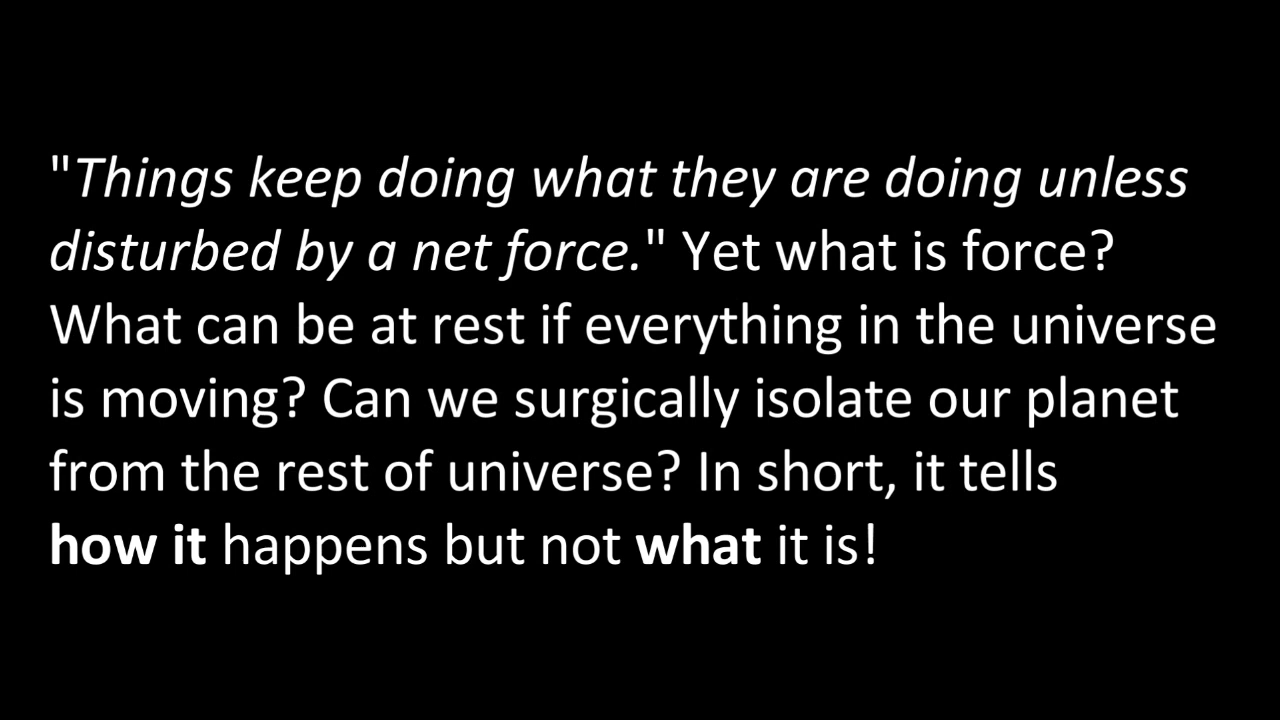 "Things keep doing what they are doing unless
disturbed by a net force." Yet what is force?
What can be at rest if everything in the universe
is moving? Can we surgically isolate our planet
from the rest of universe? In short, it tells
how it happens but not what it is!